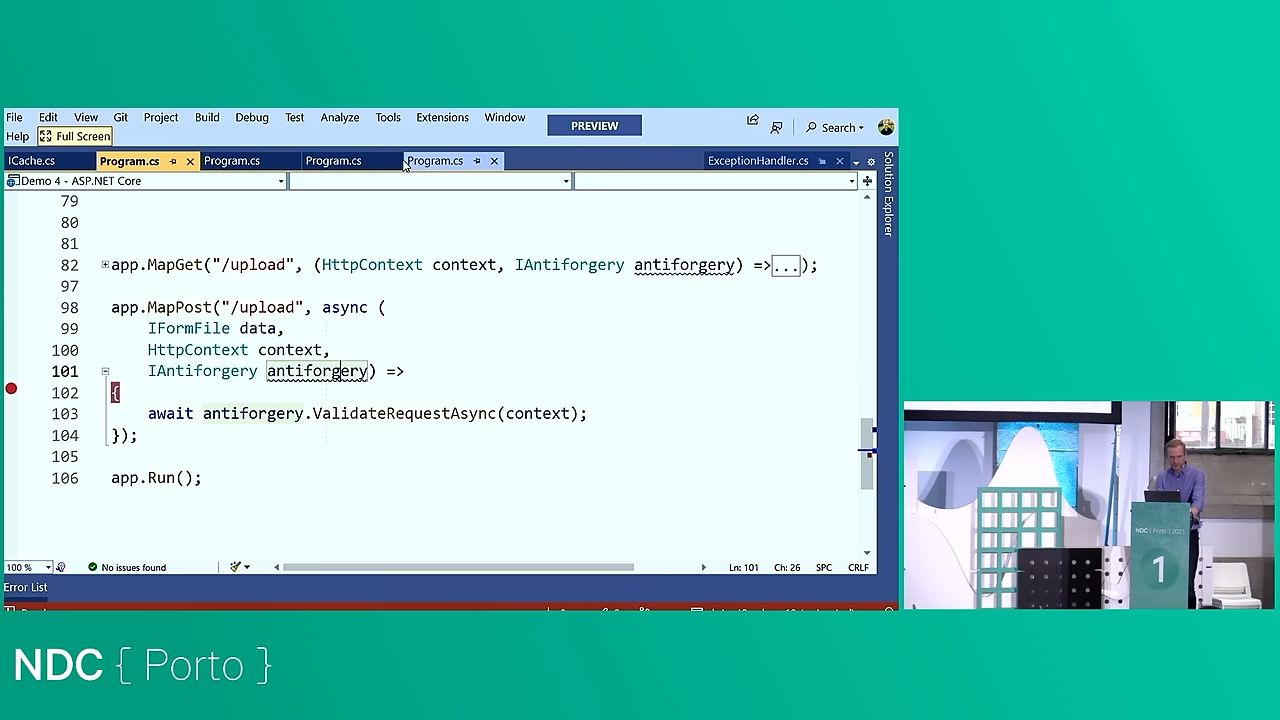 File Edit View Git Project Build Debug Test Analyze Tools Extensions Window PREVIEW Search
Help Full Screen
ICache.cs Program.cs Program.cs Program.cs Program.cs ExceptionHandler.cs
Demo 4 - ASP.NET Core
Solution Explorer
79
80
81
82 app.MapGet("/upload", (HttpContext context, IAntiforgery antiforgery) =>...);
97
98 app.MapPost("/upload", async (
99 IFormFile data,
100 HttpContext context,
101 IAntiforgery antiforgery) =>
102 {
103 await antiforgery.ValidateRequestAsync(context);
104 });
105
106 app.Run();
100 % No issues found Ln: 101 Ch: 26 SPC CRLF
Error List
NDC { Porto } 2023
1
NDC { Porto }